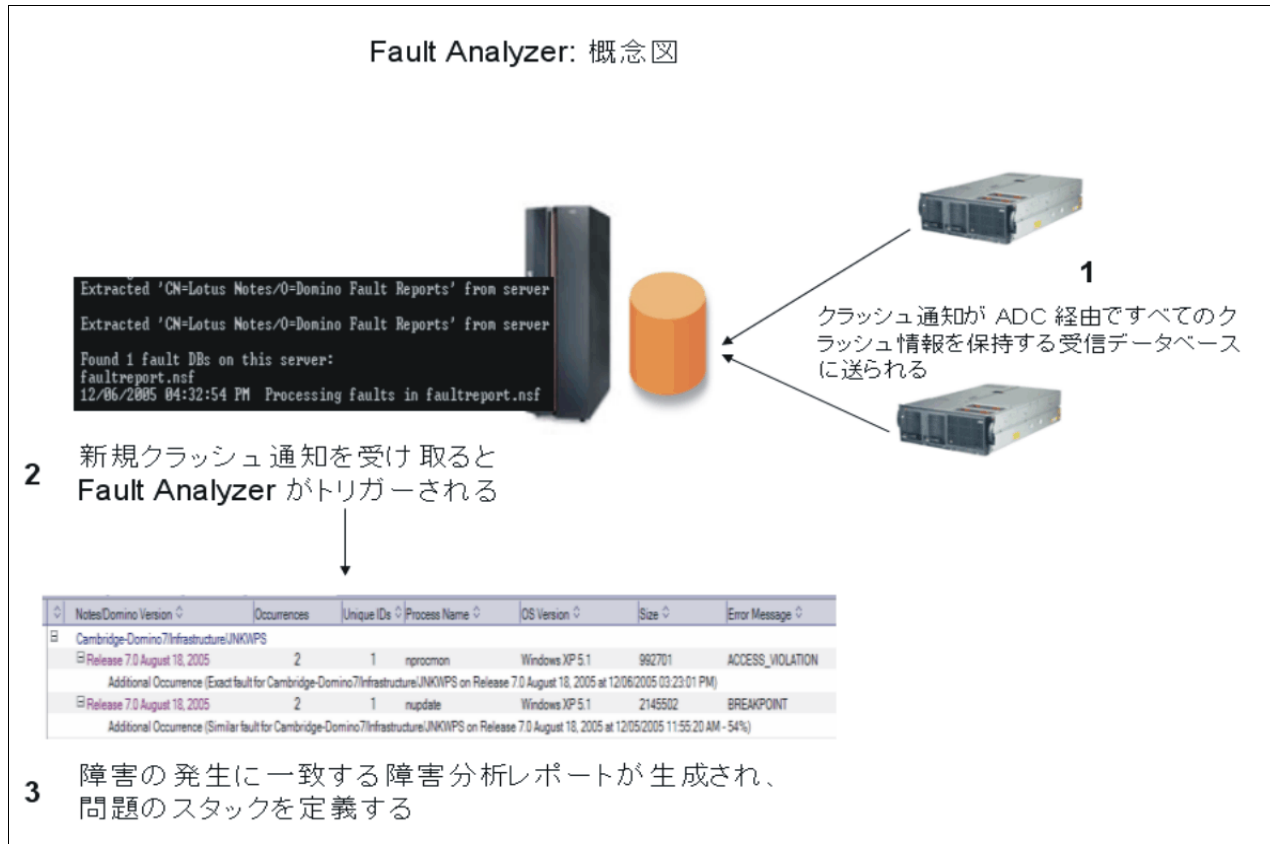 Fault Analyzer: 概念図
1
クラッシュ通知が ADC 経由ですべてのク
ラッシュ情報を保持する受信データベース
に送られる
Extracted 'CN=Lotus Notes/O=Domino Fault Reports' from server
Extracted 'CN=Lotus Notes/O=Domino Fault Reports' from server
Found 1 fault DBs on this server:
faultreport.nsf
12/06/2005 04:32:54 PM Processing faults in faultreport.nsf
2
新規クラッシュ通知を受け取ると
Fault Analyzer がトリガーされる
Notes/Domino Version Occurrences Unique IDs Process Name OS Version Size Error Message
Cambridge-Domino7/Infrastructure/JNKWPS
Release 7.0 August 18, 2005 2 1 nprocmon Windows XP 5.1 992701 ACCESS_VIOLATION
Additional Occurrence (Exact fault for Cambridge-Domino7/Infrastructure/JNKWPS on Release 7.0 August 18, 2005 at 12/06/2005 03:23:01 PM)
Release 7.0 August 18, 2005 2 1 nupdate Windows XP 5.1 2145502 BREAKPOINT
Additional Occurrence (Similar fault for Cambridge-Domino7/Infrastructure/JNKWPS on Release 7.0 August 18, 2005 at 12/05/2005 11:55:20 AM - 54%)
3
障害の発生に一致する障害分析レポートが生成され、
問題のスタックを定義する